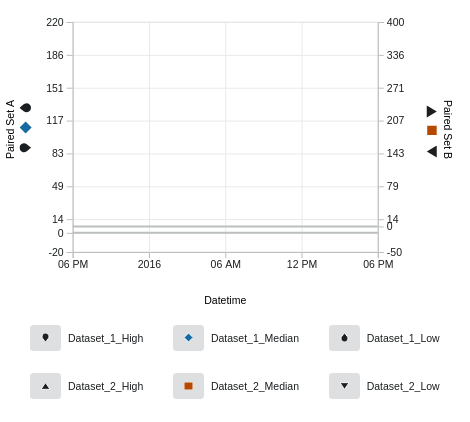 220
400
186
336
151
271
117
207
83
143
49
79
14
14
0
0
-20
-50
Paired Set A
Paired Set B
06 PM
2016
06 AM
12 PM
06 PM
Datetime
Dataset_1_High
Dataset_1_Median
Dataset_1_Low
Dataset_2_High
Dataset_2_Median
Dataset_2_Low